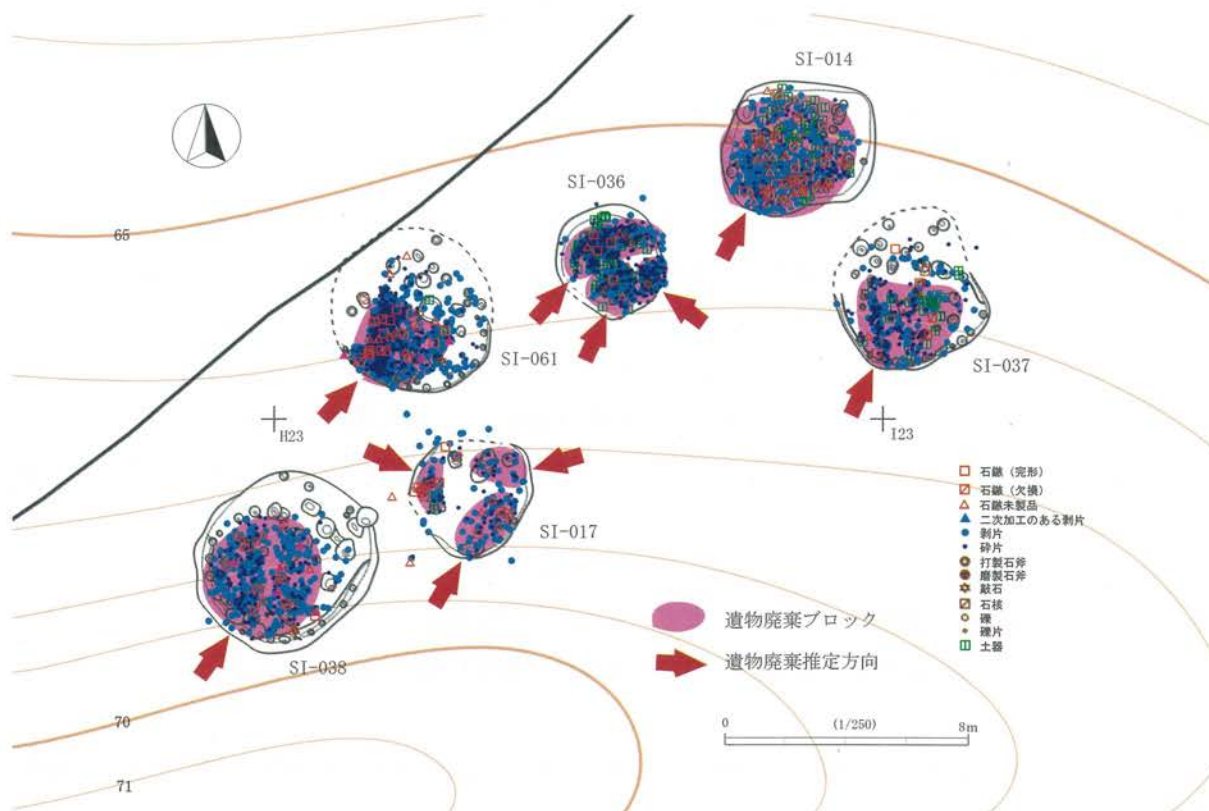 SI-014
SI-036
65
SI-061
SI-037
H23
I23
SI-017
SI-038
70
71
石鏃（完形）
石鏃（欠損）
石鏃未製品
二次加工のある剥片
剥片
砕片
打製石斧
磨製石斧
敲石
石核
礫
礫片
土器
遺物廃棄ブロック
遺物廃棄推定方向
0 (1/250) 8m